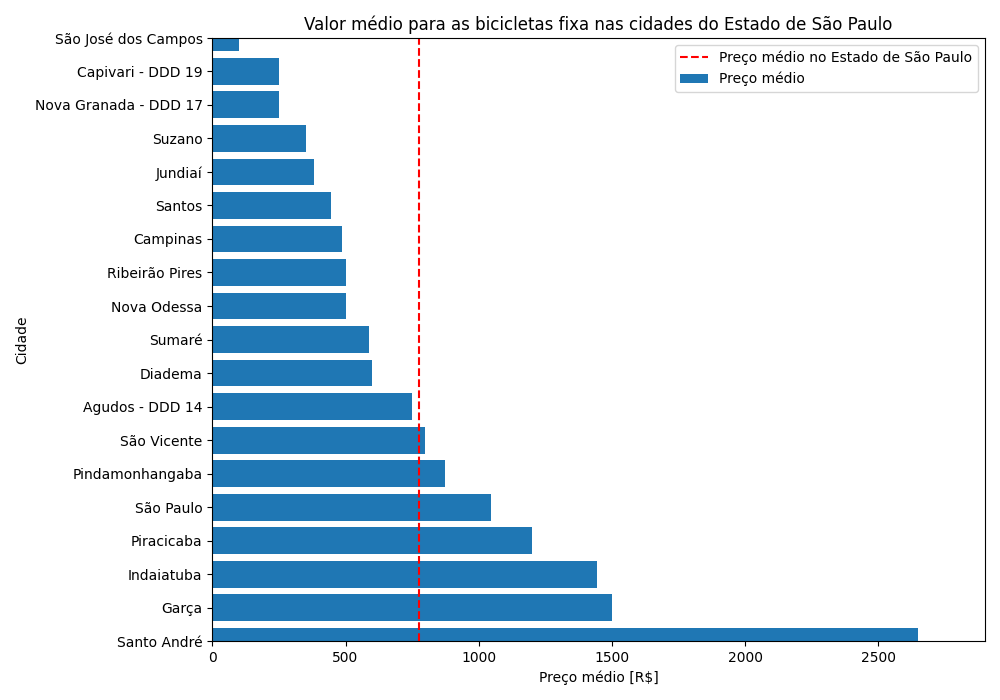 Valor médio para as bicicletas fixa nas cidades do Estado de São Paulo
Preço médio no Estado de São Paulo
Preço médio
Cidade
São José dos Campos
Capivari - DDD 19
Nova Granada - DDD 17
Suzano
Jundiaí
Santos
Campinas
Ribeirão Pires
Nova Odessa
Sumaré
Diadema
Agudos - DDD 14
São Vicente
Pindamonhangaba
São Paulo
Piracicaba
Indaiatuba
Garça
Santo André
0 500 1000 1500 2000 2500
Preço médio [R$]